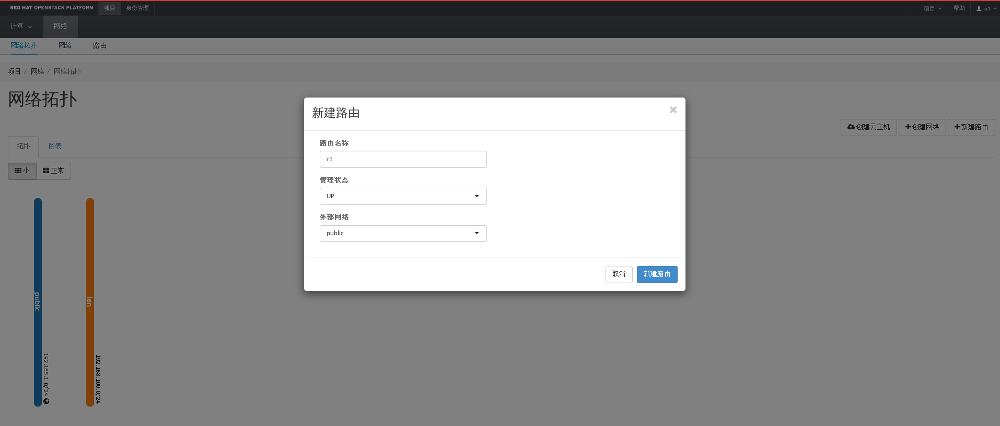 RED HAT OPENSTACK PLATFORM 项目 身份管理 项目 帮助 u1
计算 网络
网络拓扑 网络 路由
项目 / 网络 / 网络拓扑
网络拓扑
新建路由
创建云主机 创建网络 新建路由
拓扑 图表
小 正常
路由名称
r1
管理状态
UP
外部网络
public
取消 新建路由
public
192.168.1.0/24
lan
192.168.100.0/24